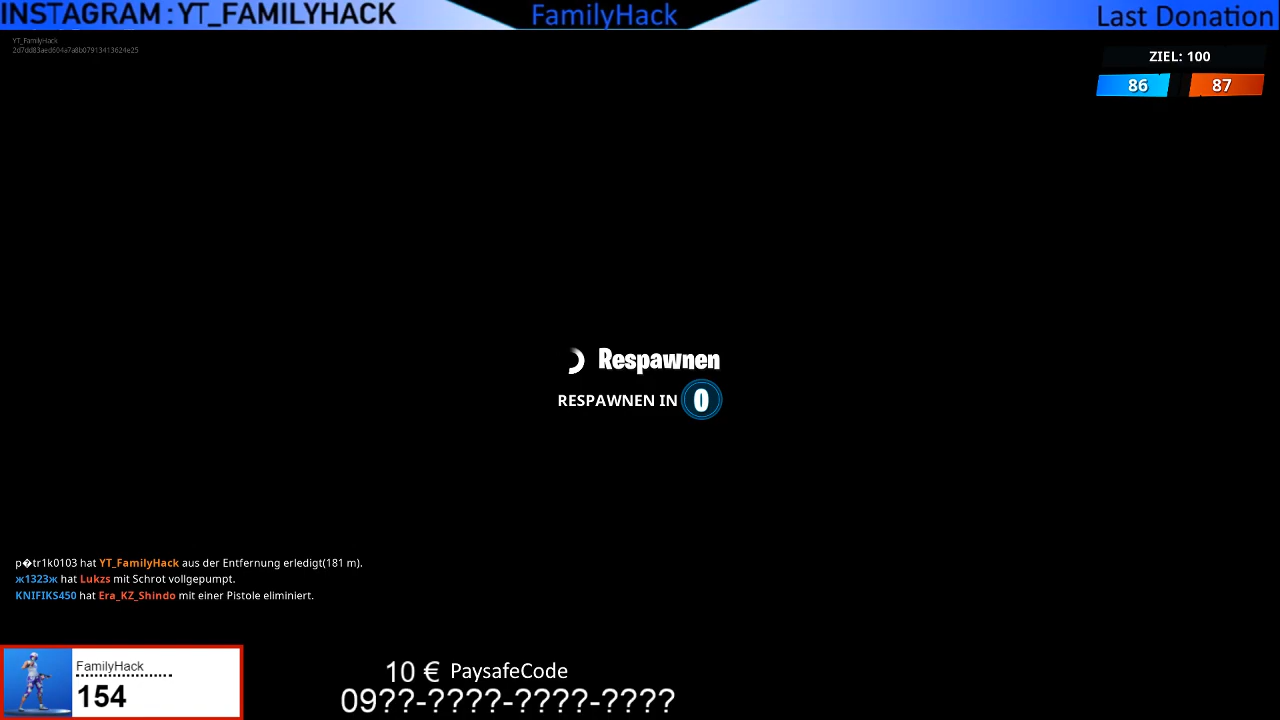 INSTAGRAM : YT_FAMILYHACK
FamilyHack
Last Donation
YT_FamilyHack
ZIEL: 100
86
87
Respawnen
RESPAWNEN IN 0
p�tr1k0103 hat YT_FamilyHack aus der Entfernung erledigt(181 m).
ж1323ж hat Lukzs mit Schrot vollgepumpt.
KNIFIKS450 hat Era_KZ_Shindo mit einer Pistole eliminiert.
FamilyHack
154
10 € PaysafeCode
09??-????-????-????